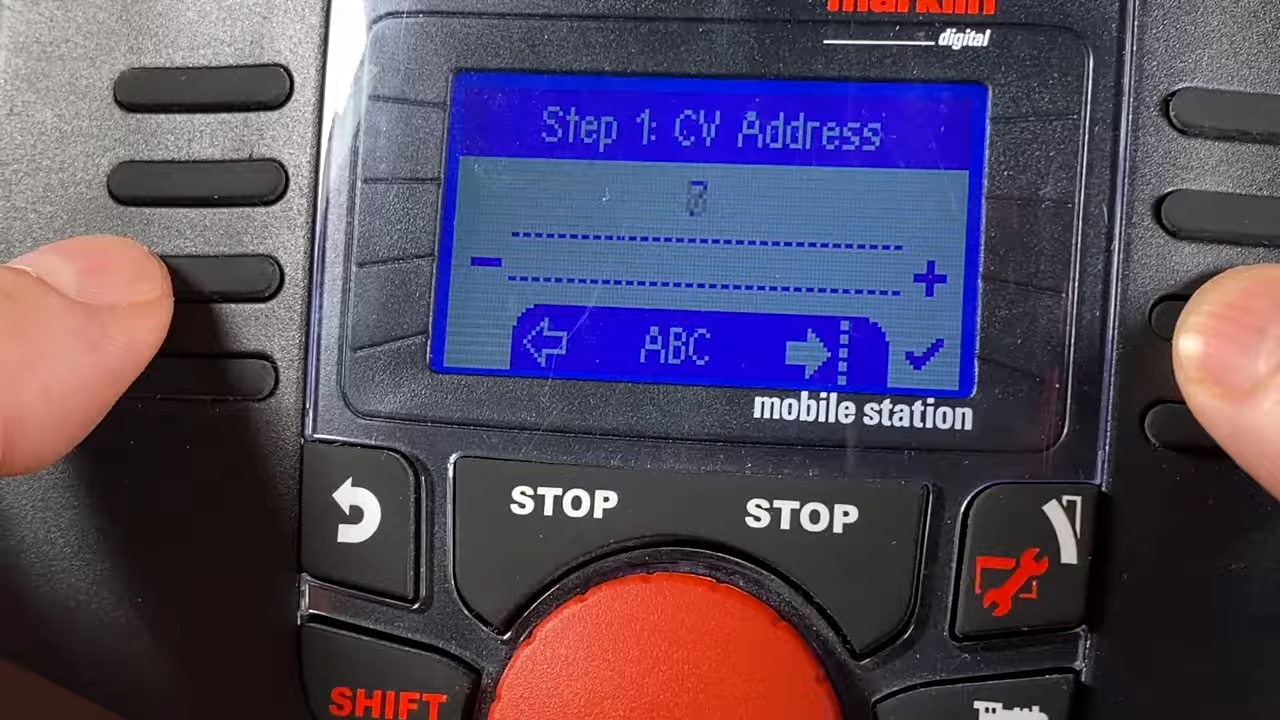 märklin
digital
Step 1: CV Address
ABC
mobile station
STOP STOP
SHIFT